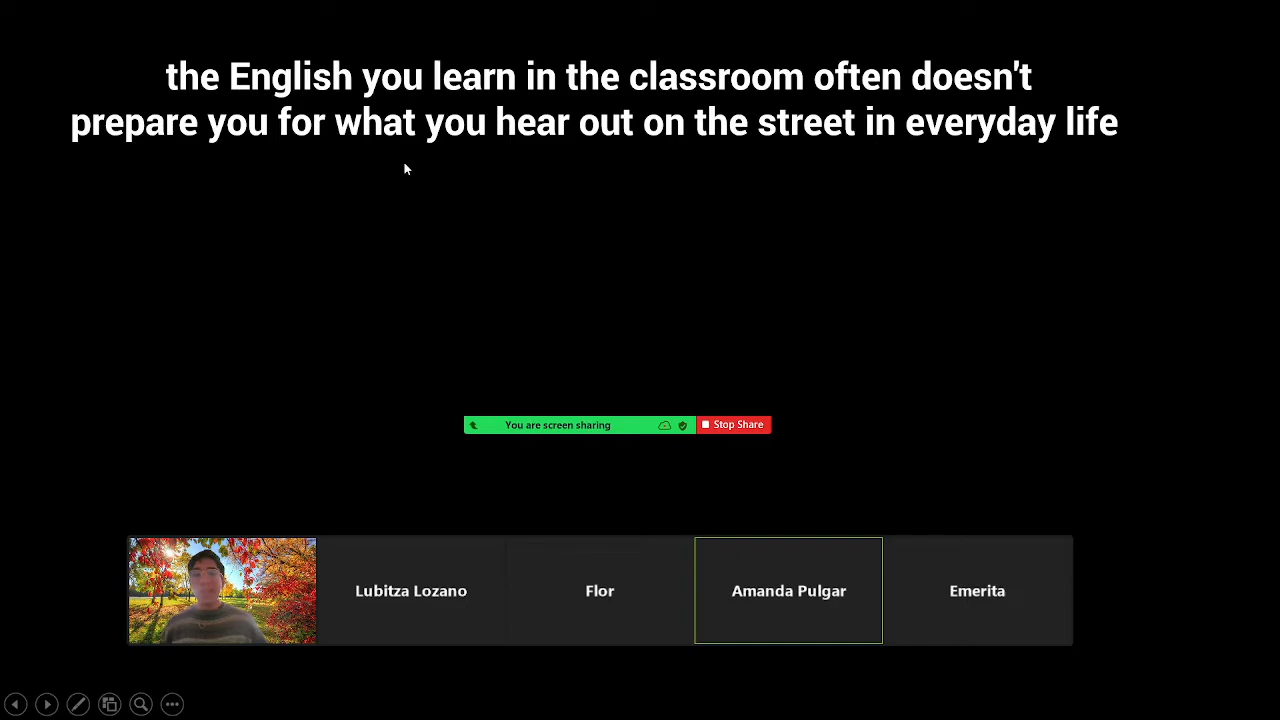 the English you learn in the classroom often doesn't
prepare you for what you hear out on the street in everyday life
You are screen sharing
Stop Share
Lubitza Lozano
Flor
Amanda Pulgar
Emerita